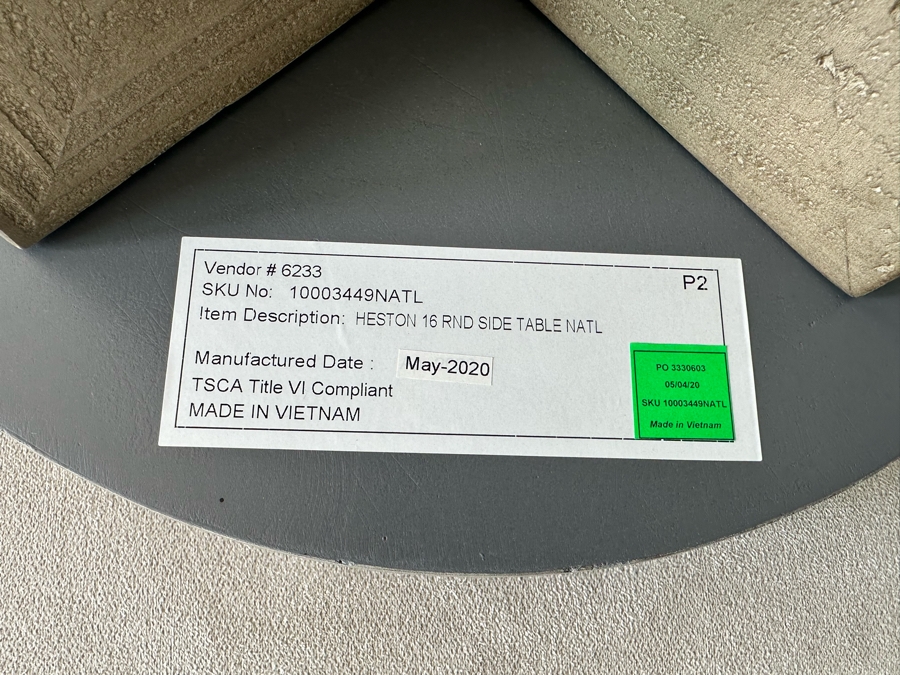 Vendor # 6233
P2
SKU No: 10003449NATL
Item Description: HESTON 16 RND SIDE TABLE NATL
Manufactured Date : May-2020
TSCA Title VI Compliant
MADE IN VIETNAM
PO 3330603
05/04/20
SKU 10003449NATL
Made in Vietnam